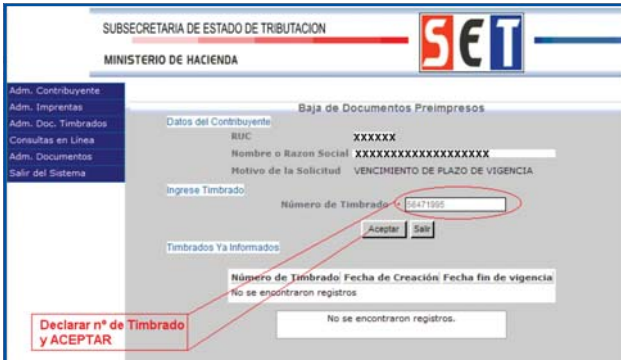 SUBSECRETARIA DE ESTADO DE TRIBUTACION
MINISTERIO DE HACIENDA
SET
Adm. Contribuyente
Adm. Imprentas
Adm. Doc. Timbrados
Consultas en Linea
Adm. Documentos
Salir del Sistema
Baja de Documentos Preimpresos
Datos del Contribuyente
RUC XXXXXX
Nombre o Razon Social XXXXXXXXXXXXXXXXXXX
Motivo de la Solicitud VENCIMIENTO DE PLAZO DE VIGENCIA
Ingrese Timbrado
Número de Timbrado * 56471995
Aceptar Salir
Timbrados Ya Informados
Número de Timbrado Fecha de Creación Fecha fin de vigencia
No se encontraron registros
No se encontraron registros.
Declarar nº de Timbrado
y ACEPTAR